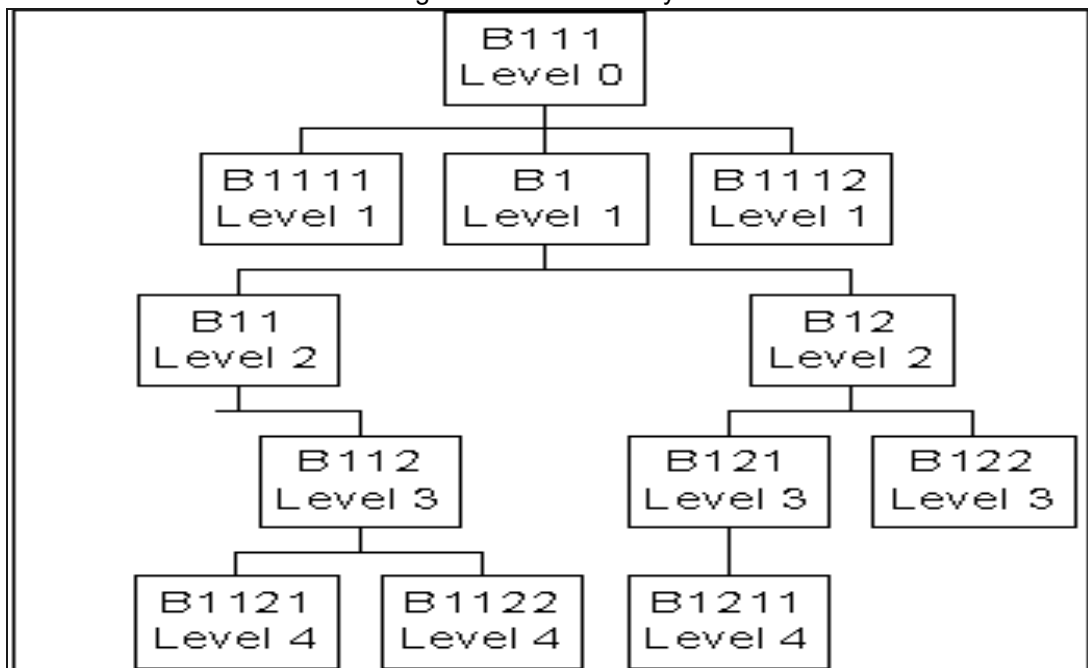 B111
Level 0
B1111
Level 1
B1
Level 1
B1112
Level 1
B11
Level 2
B12
Level 2
B112
Level 3
B121
Level 3
B122
Level 3
B1121
Level 4
B1122
Level 4
B1211
Level 4